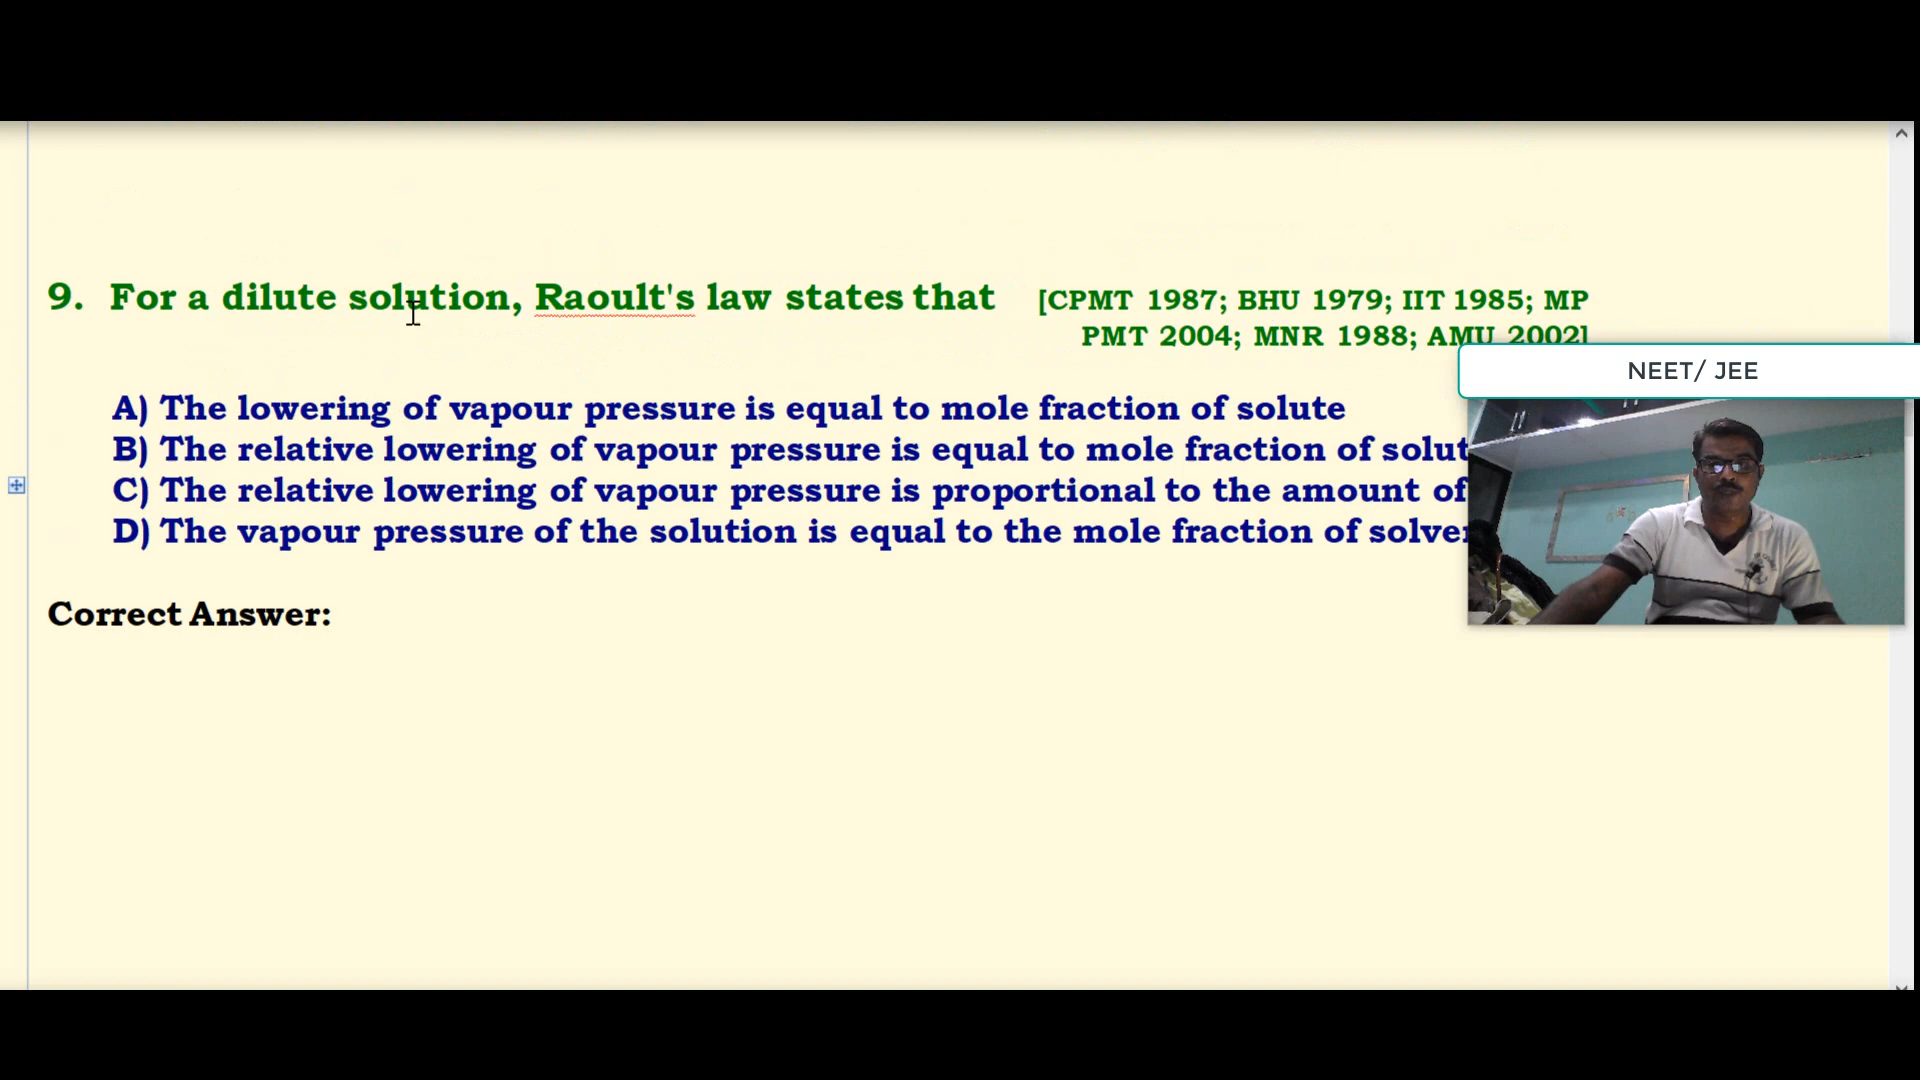 9. For a dilute solution, Raoult's law states that [CPMT 1987; BHU 1979; IIT 1985; MP
PMT 2004; MNR 1988; AMU 2002]
NEET/ JEE
A) The lowering of vapour pressure is equal to mole fraction of solute
B) The relative lowering of vapour pressure is equal to mole fraction of
C) The relative lowering of vapour pressure is proportional to the amount of
D) The vapour pressure of the solution is equal to the mole fraction of
Correct Answer: